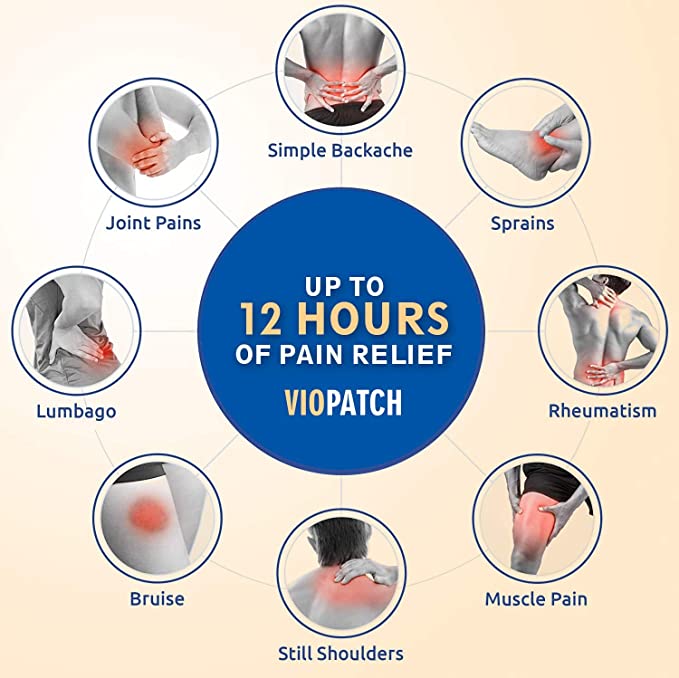 Simple Backache
Joint Pains
Sprains
UP TO
12 HOURS
OF PAIN RELIEF
VIOPATCH
Lumbago
Rheumatism
Bruise
Muscle Pain
Still Shoulders